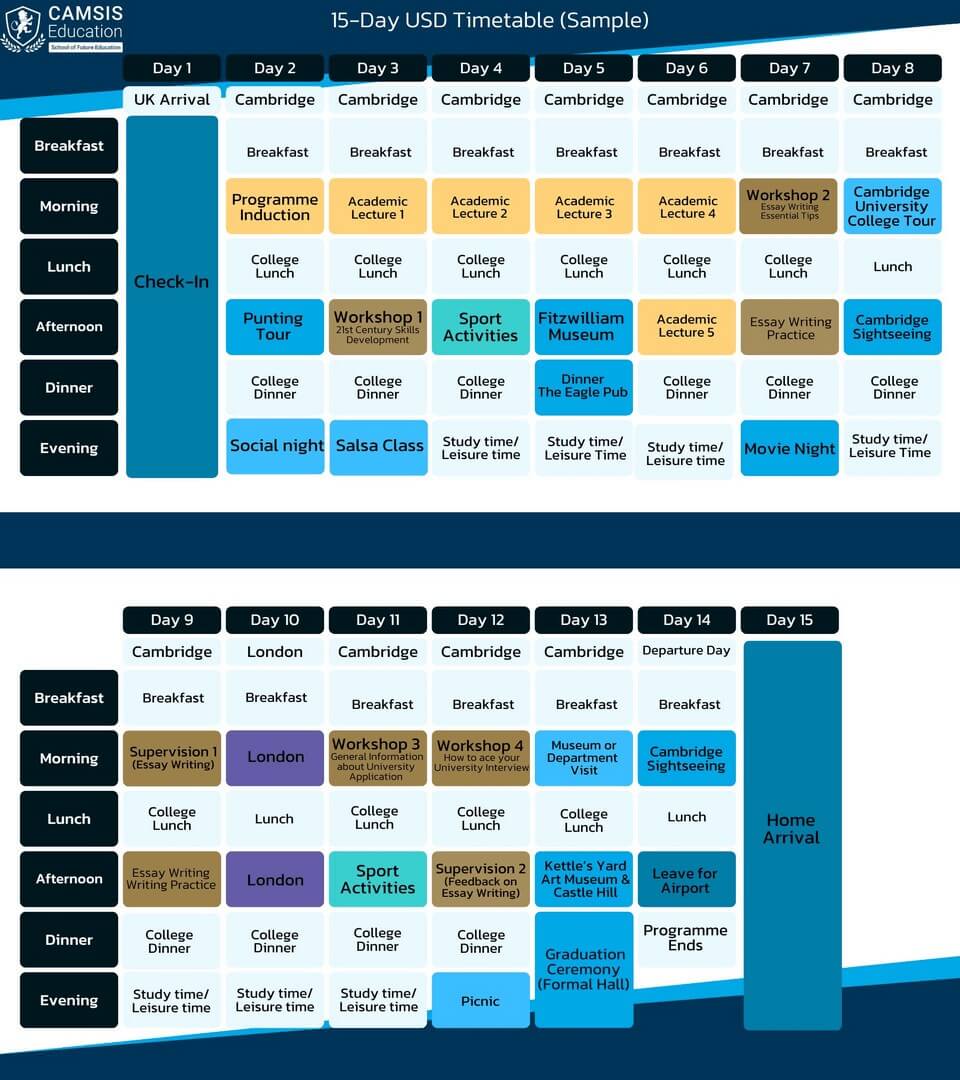 CAMSIS
Education
School of Future Education
15-Day USD Timetable (Sample)
Day 1 Day 2 Day 3 Day 4 Day 5 Day 6 Day 7 Day 8
UK Arrival Cambridge Cambridge Cambridge Cambridge Cambridge Cambridge Cambridge
Breakfast
Breakfast Breakfast Breakfast Breakfast Breakfast Breakfast Breakfast
Morning
Programme
Induction
Academic
Lecture 1
Academic
Lecture 2
Academic
Lecture 3
Academic
Lecture 4
Workshop 2
Essay Writing
Essential Tips
Cambridge
University
College Tour
Lunch
Check-In
College
Lunch
College
Lunch
College
Lunch
College
Lunch
College
Lunch
College
Lunch
Lunch
Afternoon
Punting
Tour
Workshop 1
21st Century Skills
Development
Sport
Activities
Fitzwilliam
Museum
Academic
Lecture 5
Essay Writing
Practice
Cambridge
Sightseeing
Dinner
College
Dinner
College
Dinner
College
Dinner
Dinner
The Eagle Pub
College
Dinner
College
Dinner
College
Dinner
Evening
Social night
Salsa Class
Study time/
Leisure time
Study time/
Leisure Time
Study time/
Leisure time
Movie Night
Study time/
Leisure Time
Day 9 Day 10 Day 11 Day 12 Day 13 Day 14 Day 15
Cambridge London Cambridge Cambridge Cambridge Departure Day
Breakfast
Breakfast Breakfast Breakfast Breakfast Breakfast Breakfast
Morning
Supervision 1
(Essay Writing)
London
Workshop 3
General Information
about University
Application
Workshop 4
How to ace your
University Interview
Museum or
Department
Visit
Cambridge
Sightseeing
Lunch
College
Lunch
Lunch
College
Lunch
College
Lunch
College
Lunch
Lunch
Home
Arrival
Afternoon
Essay Writing
Writing Practice
London
Sport
Activities
Supervision 2
(Feedback on
Essay Writing)
Kettle's Yard
Art Museum &
Castle Hill
Leave for
Airport
Dinner
College
Dinner
College
Dinner
College
Dinner
College
Dinner
Graduation
Ceremony
(Formal Hall)
Programme
Ends
Evening
Study time/
Leisure time
Study time/
Leisure time
Study time/
Leisure time
Picnic